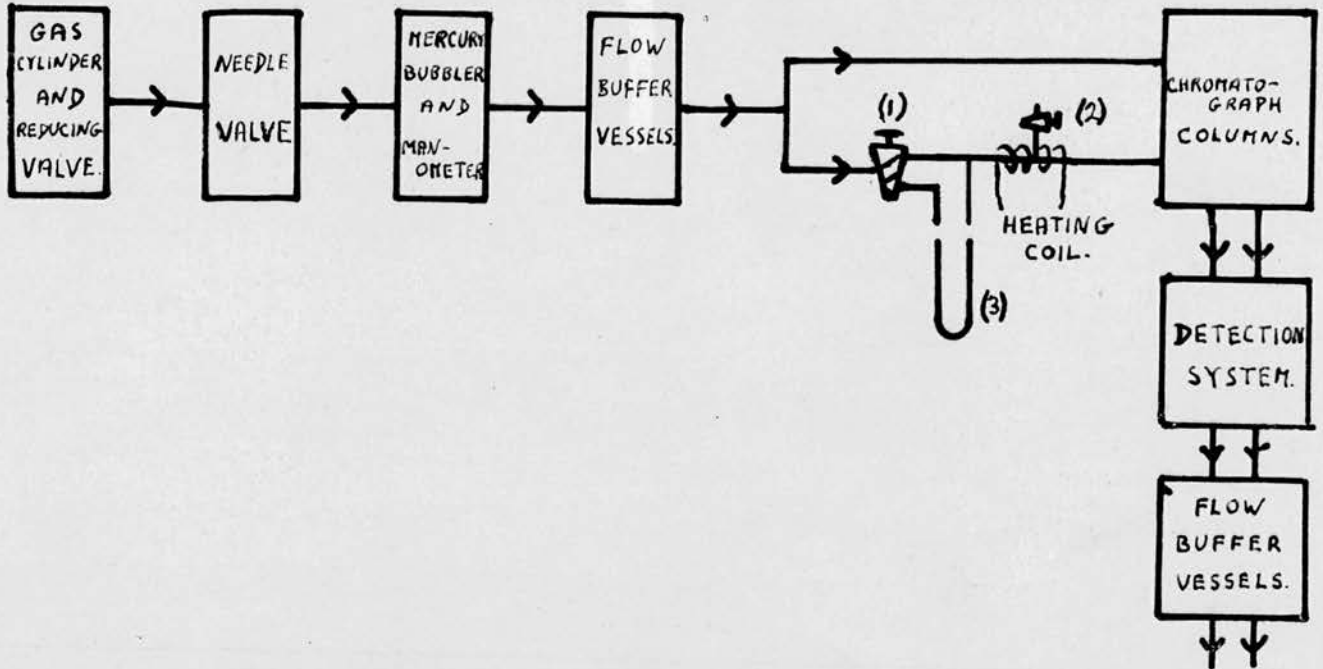 GAS
CYLINDER
AND
REDUCING
VALVE.
NEEDLE
VALVE
MERCURY
BUBBLER
AND
MAN-
OMETER
FLOW
BUFFER
VESSELS.
(1)
(2)
HEATING
COIL.
(3)
CHROMATO-
GRAPH
COLUMNS.
DETECTION
SYSTEM.
FLOW
BUFFER
VESSELS.